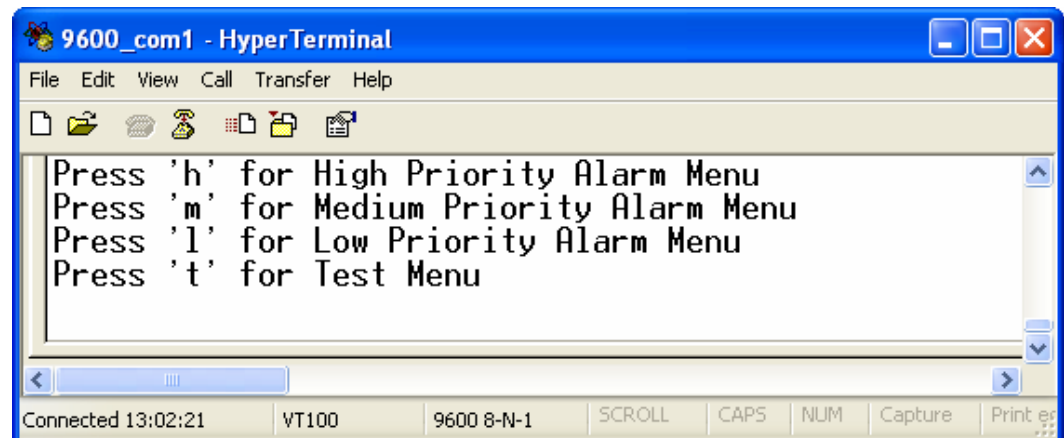 9600_com1 - HyperTerminal
File Edit View Call Transfer Help
Press 'h' for High Priority Alarm Menu
Press 'm' for Medium Priority Alarm Menu
Press 'l' for Low Priority Alarm Menu
Press 't' for Test Menu
Connected 13:02:21 VT100 9600 8-N-1 SCROLL CAPS NUM Capture Print